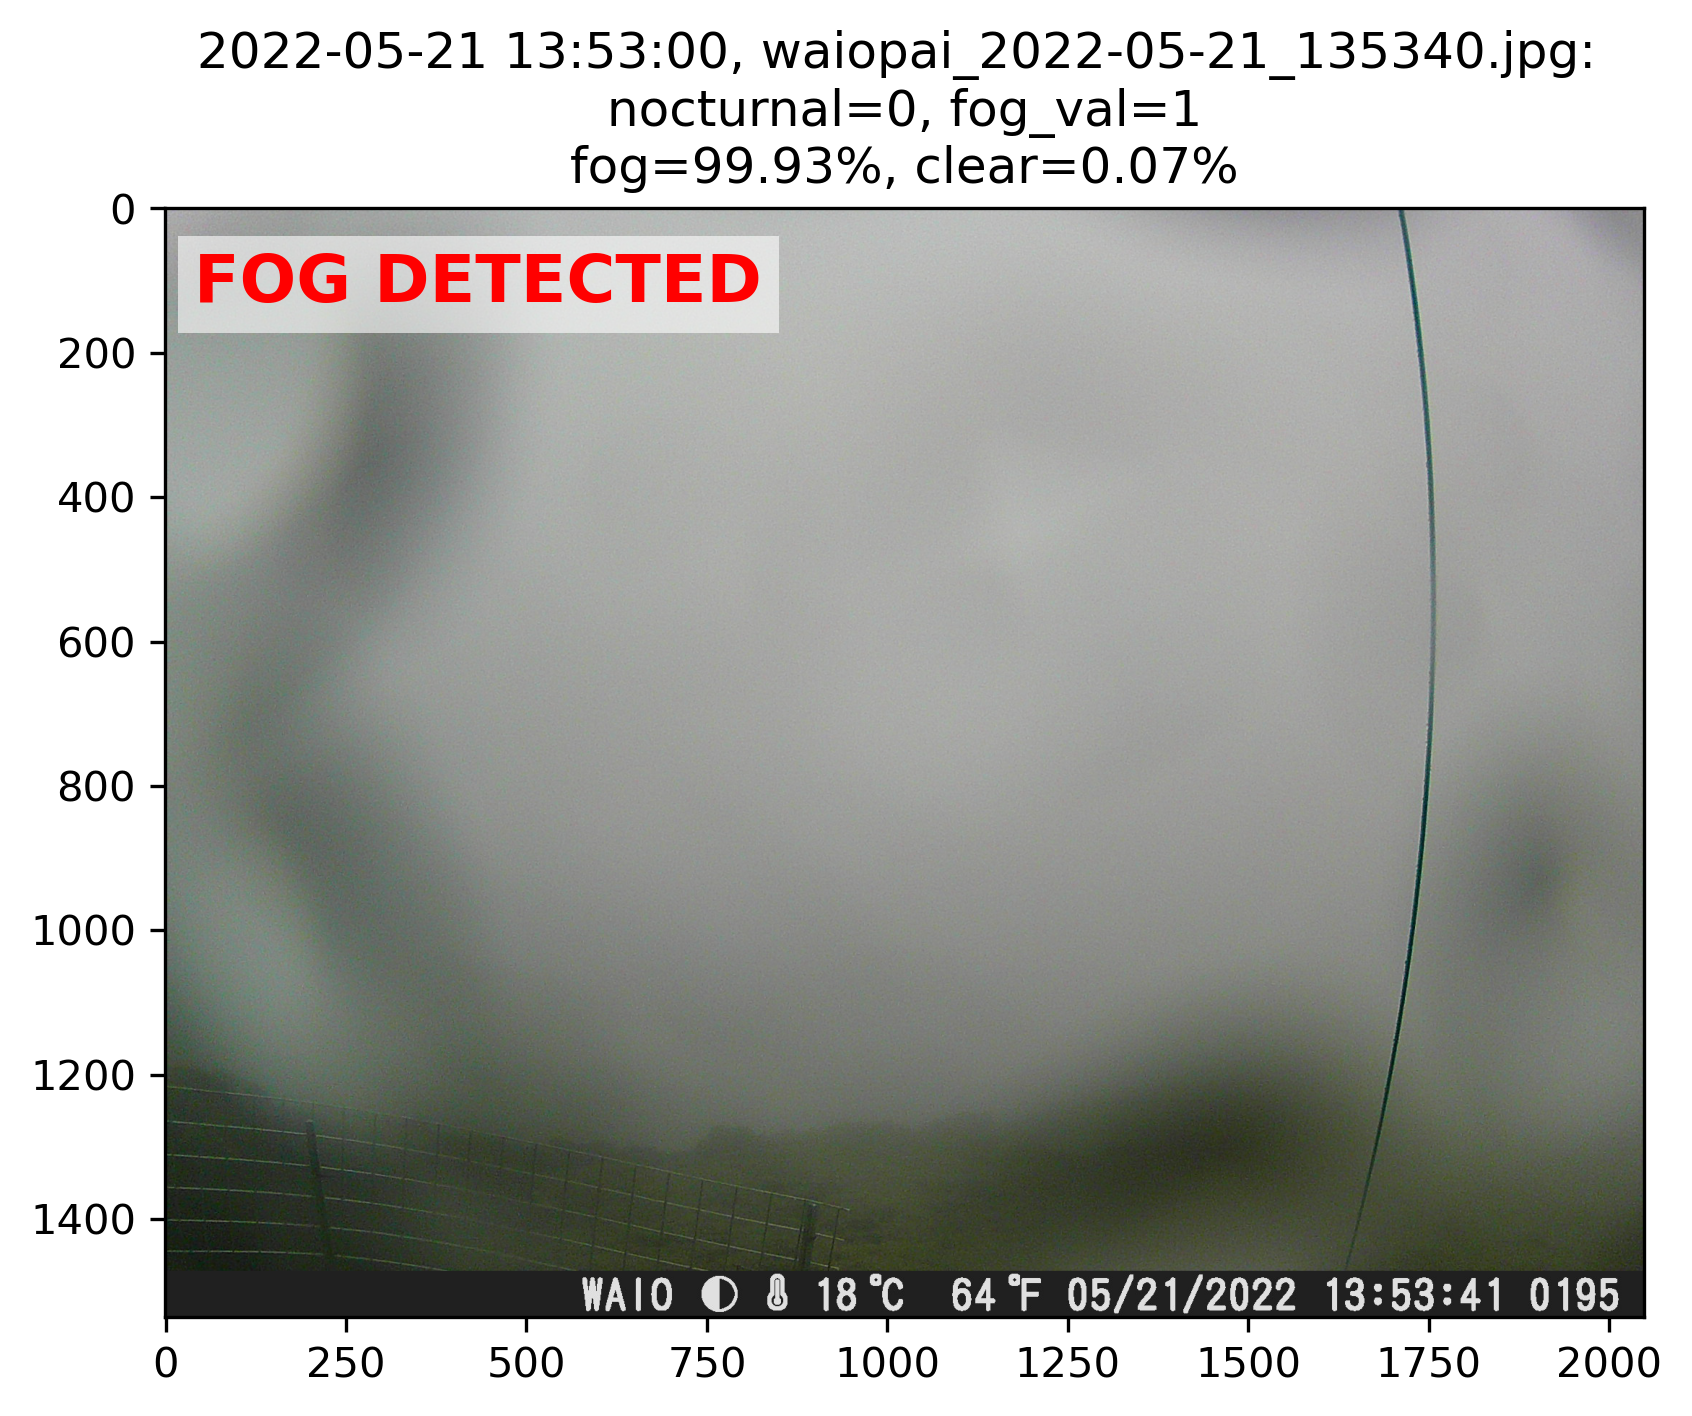 2022-05-21 13:53:00, waiopai_2022-05-21_135340.jpg:
nocturnal=0, fog_val=1
fog=99.93%, clear=0.07%
FOG DETECTED
0
200
400
600
800
1000
1200
1400
WAIO 18°C 64°F 05/21/2022 13:53:41 0195
0 250 500 750 1000 1250 1500 1750 2000